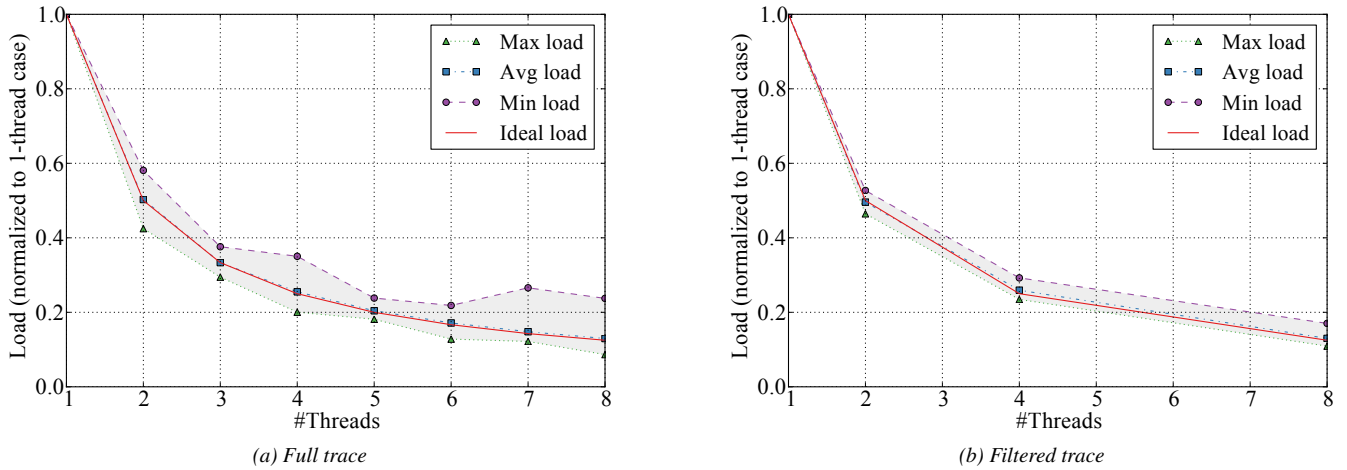 1.0
0.8
0.6
0.4
0.2
0.0
Load (normalized to 1-thread case)
Max load
Avg load
Min load
Ideal load
1 2 3 4 5 6 7 8
#Threads
(a) Full trace
1.0
0.8
0.6
0.4
0.2
0.0
Load (normalized to 1-thread case)
Max load
Avg load
Min load
Ideal load
1 2 3 4 5 6 7 8
#Threads
(b) Filtered trace